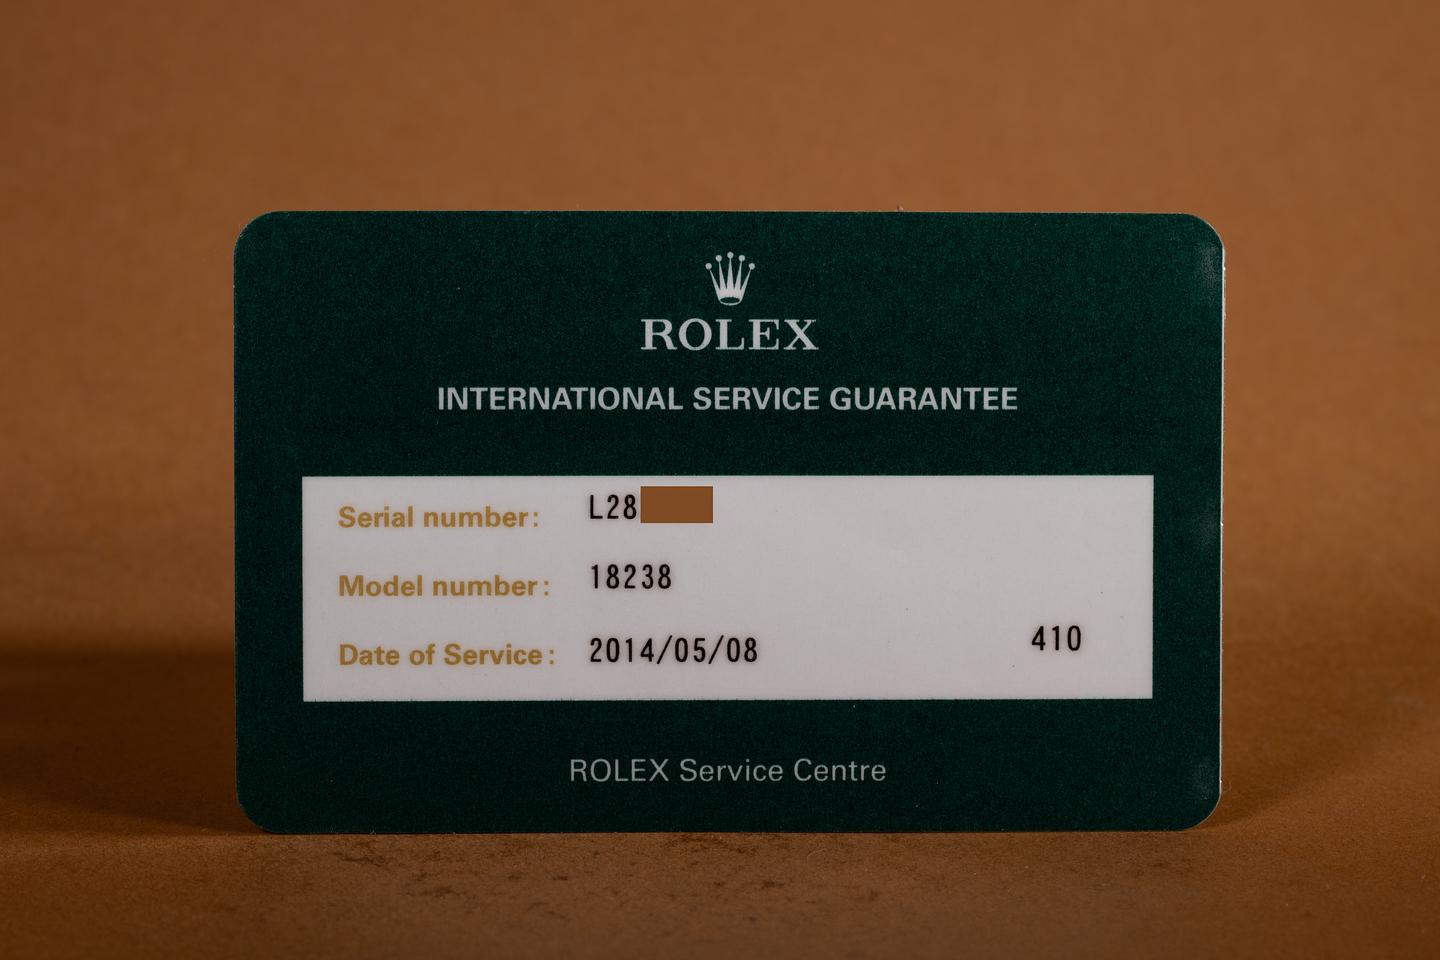 ROLEX
INTERNATIONAL SERVICE GUARANTEE
Serial number: L28
Model number: 18238
Date of Service: 2014/05/08 410
ROLEX Service Centre